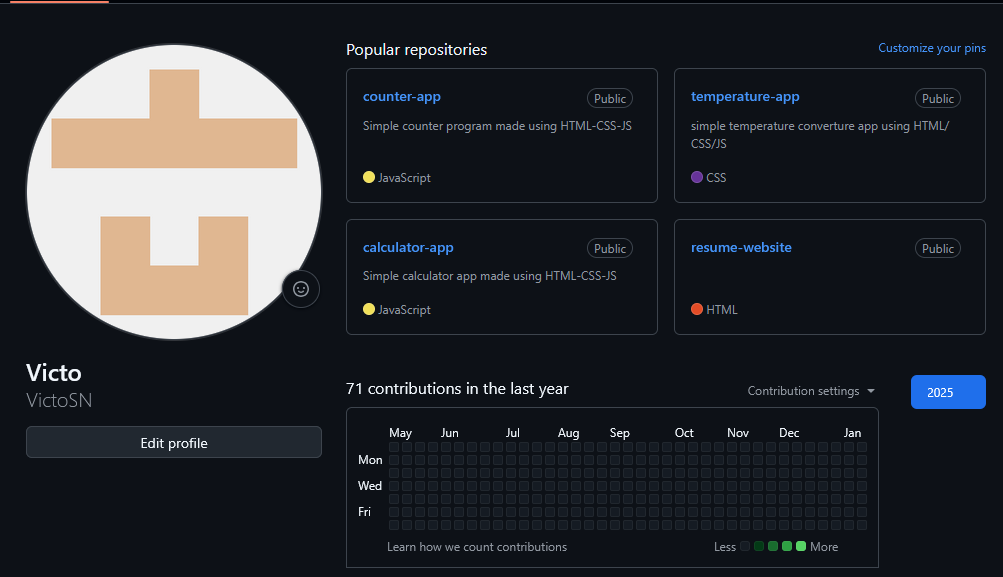 Popular repositories
Customize your pins
counter-app
Public
Simple counter program made using HTML-CSS-JS
JavaScript
temperature-app
Public
simple temperature converture app using HTML/
CSS/JS
CSS
calculator-app
Public
Simple calculator app made using HTML-CSS-JS
JavaScript
resume-website
Public
HTML
Victo
VictoSN
Edit profile
71 contributions in the last year
Contribution settings
2025
May Jun Jul Aug Sep Oct Nov Dec Jan
Mon
Wed
Fri
Learn how we count contributions
Less
More